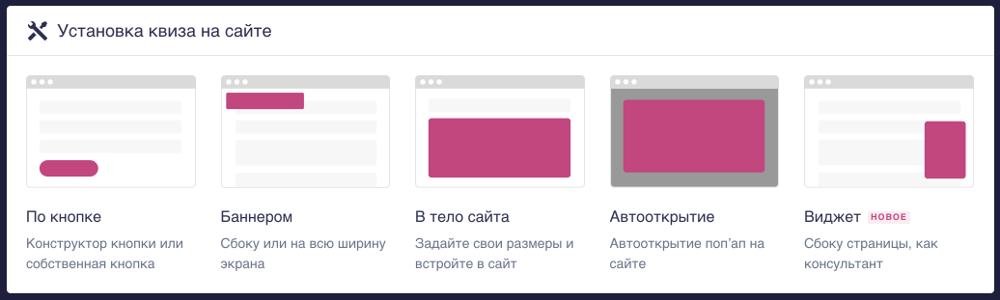 Установка квиза на сайте
По кнопке
Конструктор кнопки или
собственная кнопка
Баннером
Сбоку или на всю ширину
экрана
В тело сайта
Задайте свои размеры и
встройте в сайт
Автооткрытие
Автооткрытие поп’ап на
сайте
Виджет НОВОЕ
Сбоку страницы, как
консультант